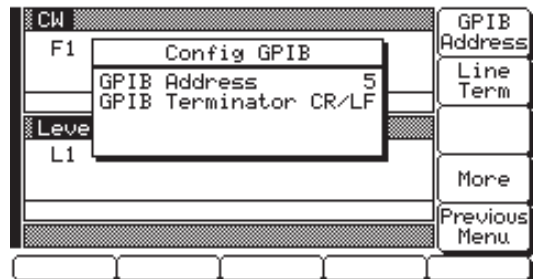 CW
F1
Config GPIB
GPIB Address 5
GPIB Terminator CR/LF
Leve
L1
GPIB
Address
Line
Term
More
Previous
Menu